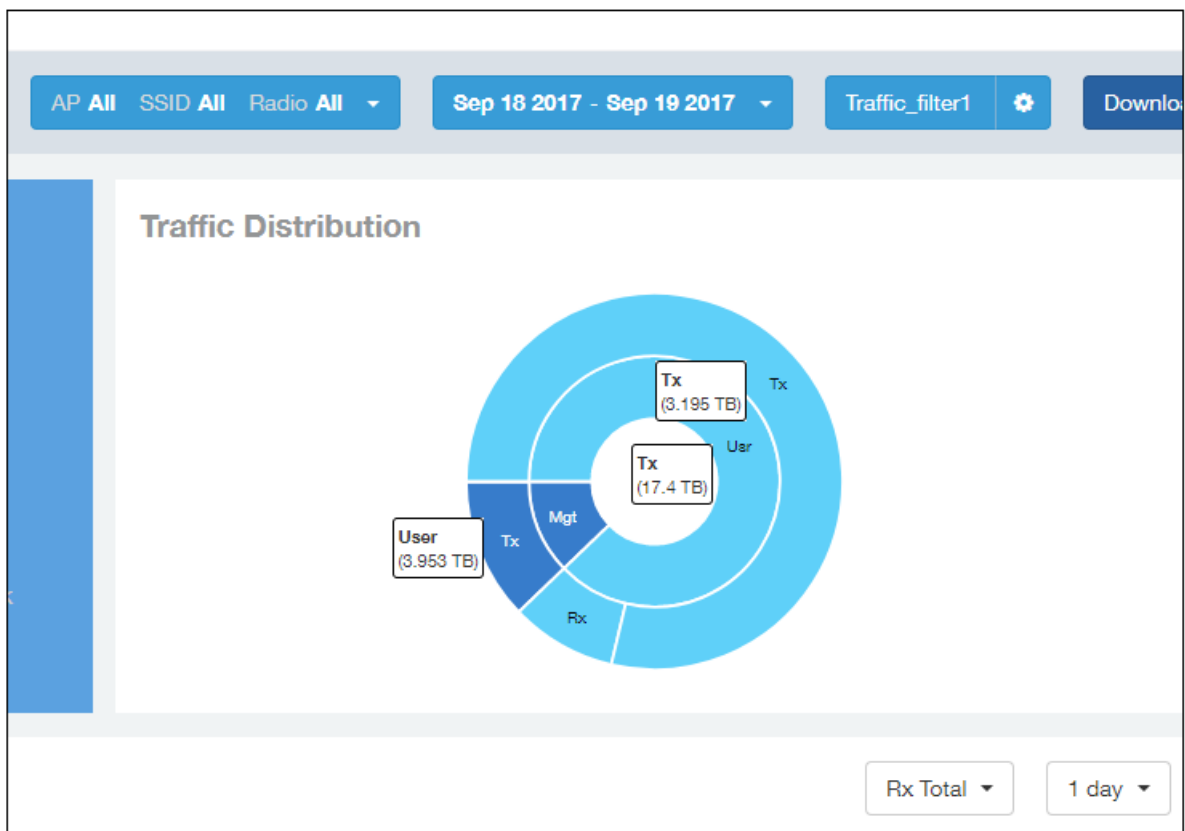 AP All SSID All Radio All
Sep 18 2017 - Sep 19 2017
Traffic_filter1
Downlo
Traffic Distribution
Tx
(3.195 TB)
Tx
Usr
Tx
(17.4 TB)
Mgt
User
(3.953 TB)
Tx
Rx
Rx Total
1 day